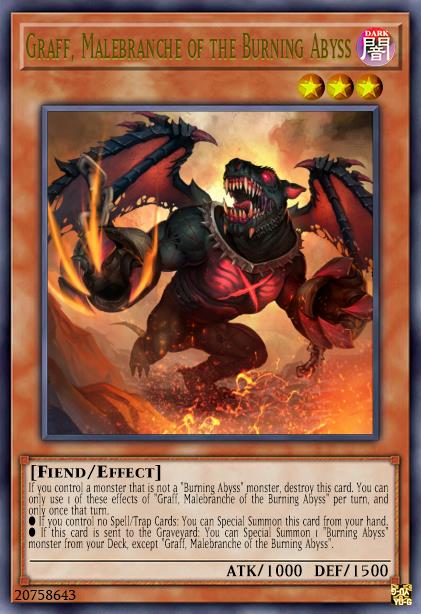 Graff, Malebranche of the Burning Abyss
DARK
闇
[Fiend/Effect]
If you control a monster that is not a "Burning Abyss" monster, destroy this card. You can
only use 1 of these effects of "Graff, Malebranche of the Burning Abyss" per turn, and
only once that turn.
● If you control no Spell/Trap Cards: You can Special Summon this card from your hand.
● If this card is sent to the Graveyard: You can Special Summon 1 "Burning Abyss"
monster from your Deck, except "Graff, Malebranche of the Burning Abyss".
ATK/1000 DEF/1500
20758643